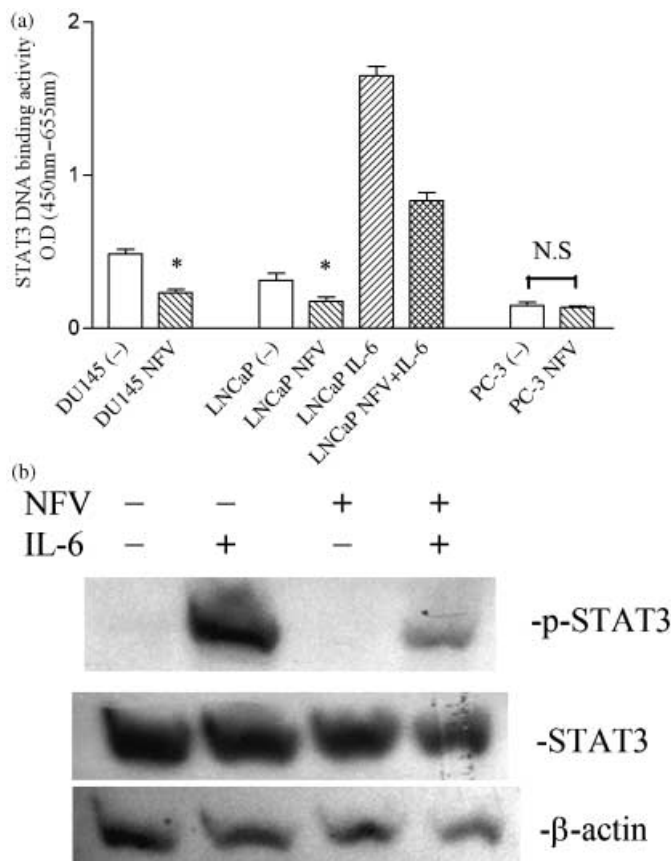 (a)
STAT3 DNA binding activity
O.D (450nm–655nm)
2
1
0
*
*
N.S
DU145 (–)
DU145 NFV
LNCaP (–)
LNCaP NFV
LNCaP IL-6
LNCaP NFV+IL-6
PC-3 (–)
PC-3 NFV
(b)
NFV – – + +
IL-6 – + – +
-p-STAT3
-STAT3
-β-actin